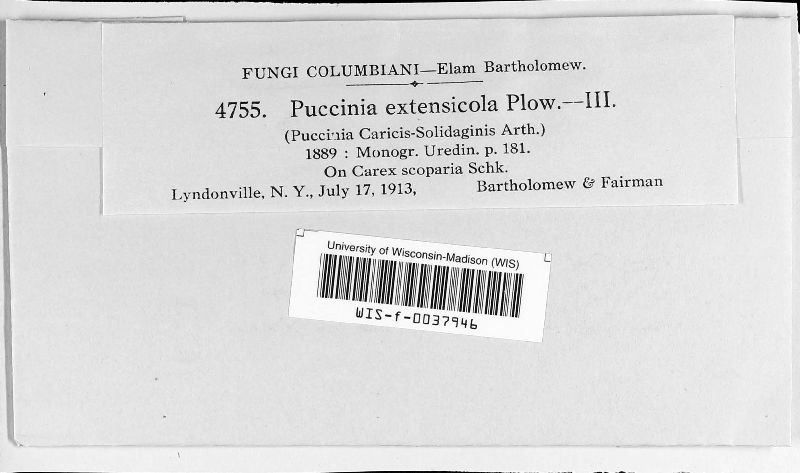 FUNGI COLUMBIANI—Elam Bartholomew.
4755. Puccinia extensicola Plow.—III.
(Puccinia Caricis-Solidaginis Arth.)
1889 : Monogr. Uredin. p. 181.
On Carex scoparia Schk.
Lyndonville, N. Y., July 17, 1913, Bartholomew & Fairman
University of Wisconsin-Madison (WIS)
WIS-f-0037946